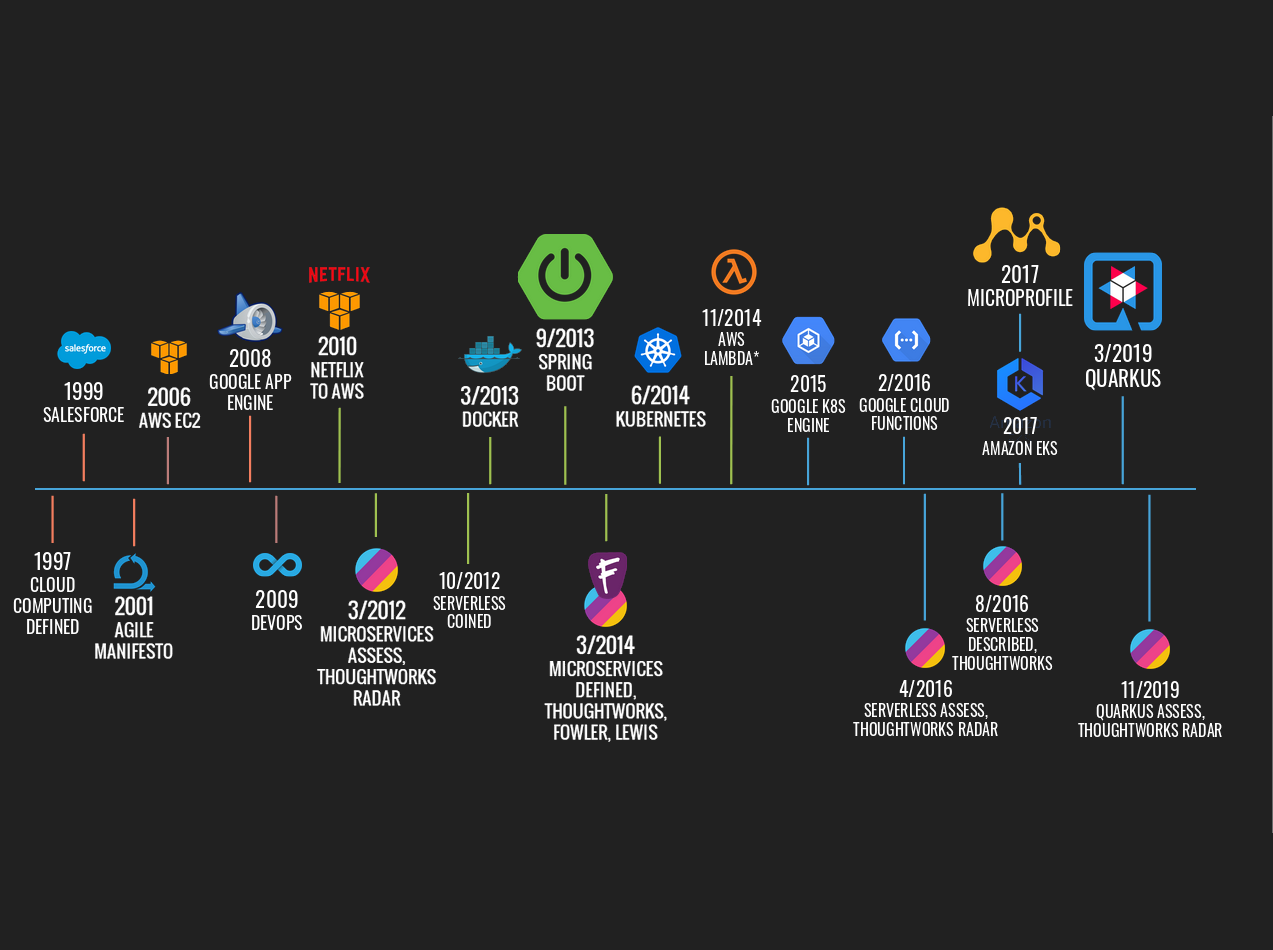 salesforce
1999
SALESFORCE
2006
AWS EC2
2008
GOOGLE APP
ENGINE
NETFLIX
2010
NETFLIX
TO AWS
3/2013
DOCKER
9/2013
SPRING
BOOT
6/2014
KUBERNETES
11/2014
AWS
LAMBDA*
2015
GOOGLE K8S
ENGINE
2/2016
GOOGLE CLOUD
FUNCTIONS
2017
MICROPROFILE
K
2017
AMAZON EKS
3/2019
QUARKUS
1997
CLOUD
COMPUTING
DEFINED
2001
AGILE
MANIFESTO
2009
DEVOPS
3/2012
MICROSERVICES
ASSESS,
THOUGHTWORKS
RADAR
10/2012
SERVERLESS
COINED
F
3/2014
MICROSERVICES
DEFINED,
THOUGHTWORKS,
FOWLER, LEWIS
4/2016
SERVERLESS ASSESS,
THOUGHTWORKS RADAR
8/2016
SERVERLESS
DESCRIBED,
THOUGHTWORKS
11/2019
QUARKUS ASSESS,
THOUGHTWORKS RADAR